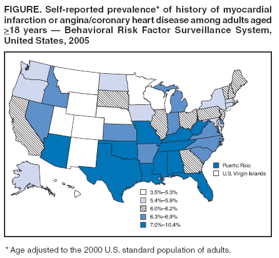 FIGURE. Self-reported prevalence* of history of myocardial
infarction or angina/coronary heart disease among adults aged
>18 years — Behavioral Risk Factor Surveillance System,
United States, 2005
Puerto Rico
U.S. Virgin Islands
3.5%–5.3%
5.4%–5.9%
6.0%–6.2%
6.3%–6.9%
7.0%–10.4%
* Age adjusted to the 2000 U.S. standard population of adults.